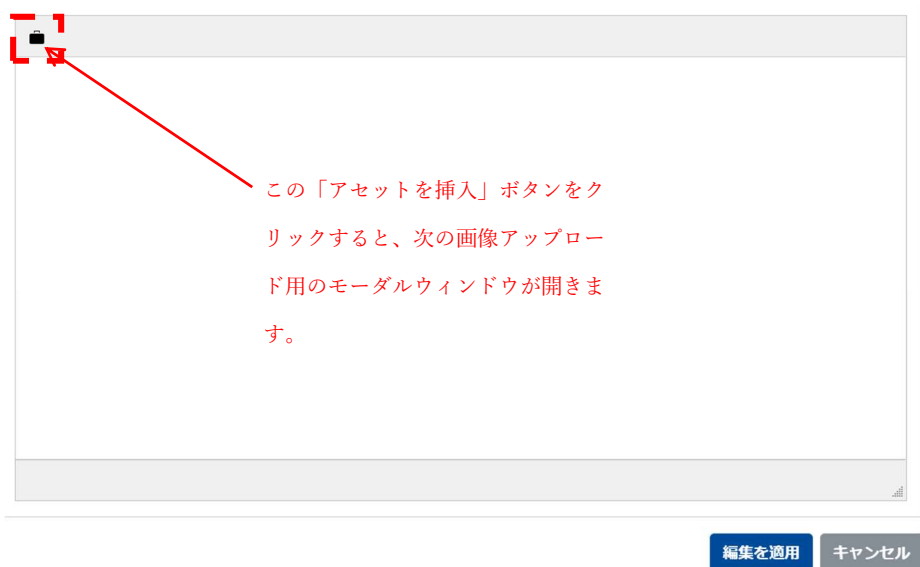 この「アセットを挿入」ボタンをク
リックすると、次の画像アップロー
ド用のモーダルウィンドウが開きま
す。
編集を適用 キャンセル